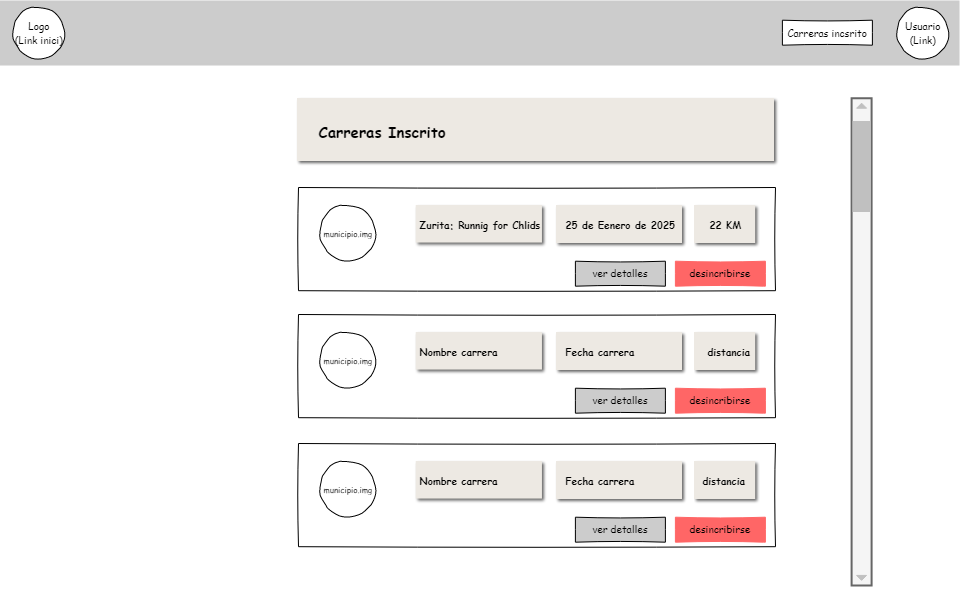 Logo
(Link inici)
Carreras incsrito
Usuario
(Link)
Carreras Inscrito
municipio.img
Zurita; Runnig for Chlids
25 de Eenero de 2025
22 KM
ver detalles
desincribirse
municipio.img
Nombre carrera
Fecha carrera
distancia
ver detalles
desincribirse
municipio.img
Nombre carrera
Fecha carrera
distancia
ver detalles
desincribirse